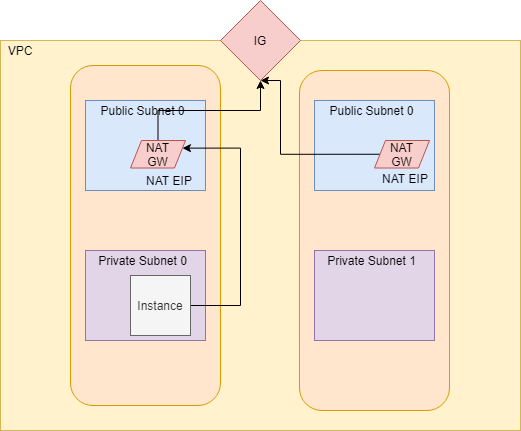 IG
VPC
Public Subnet 0
NAT
GW
NAT EIP
Public Subnet 0
NAT
GW
NAT EIP
Private Subnet 0
Instance
Private Subnet 1